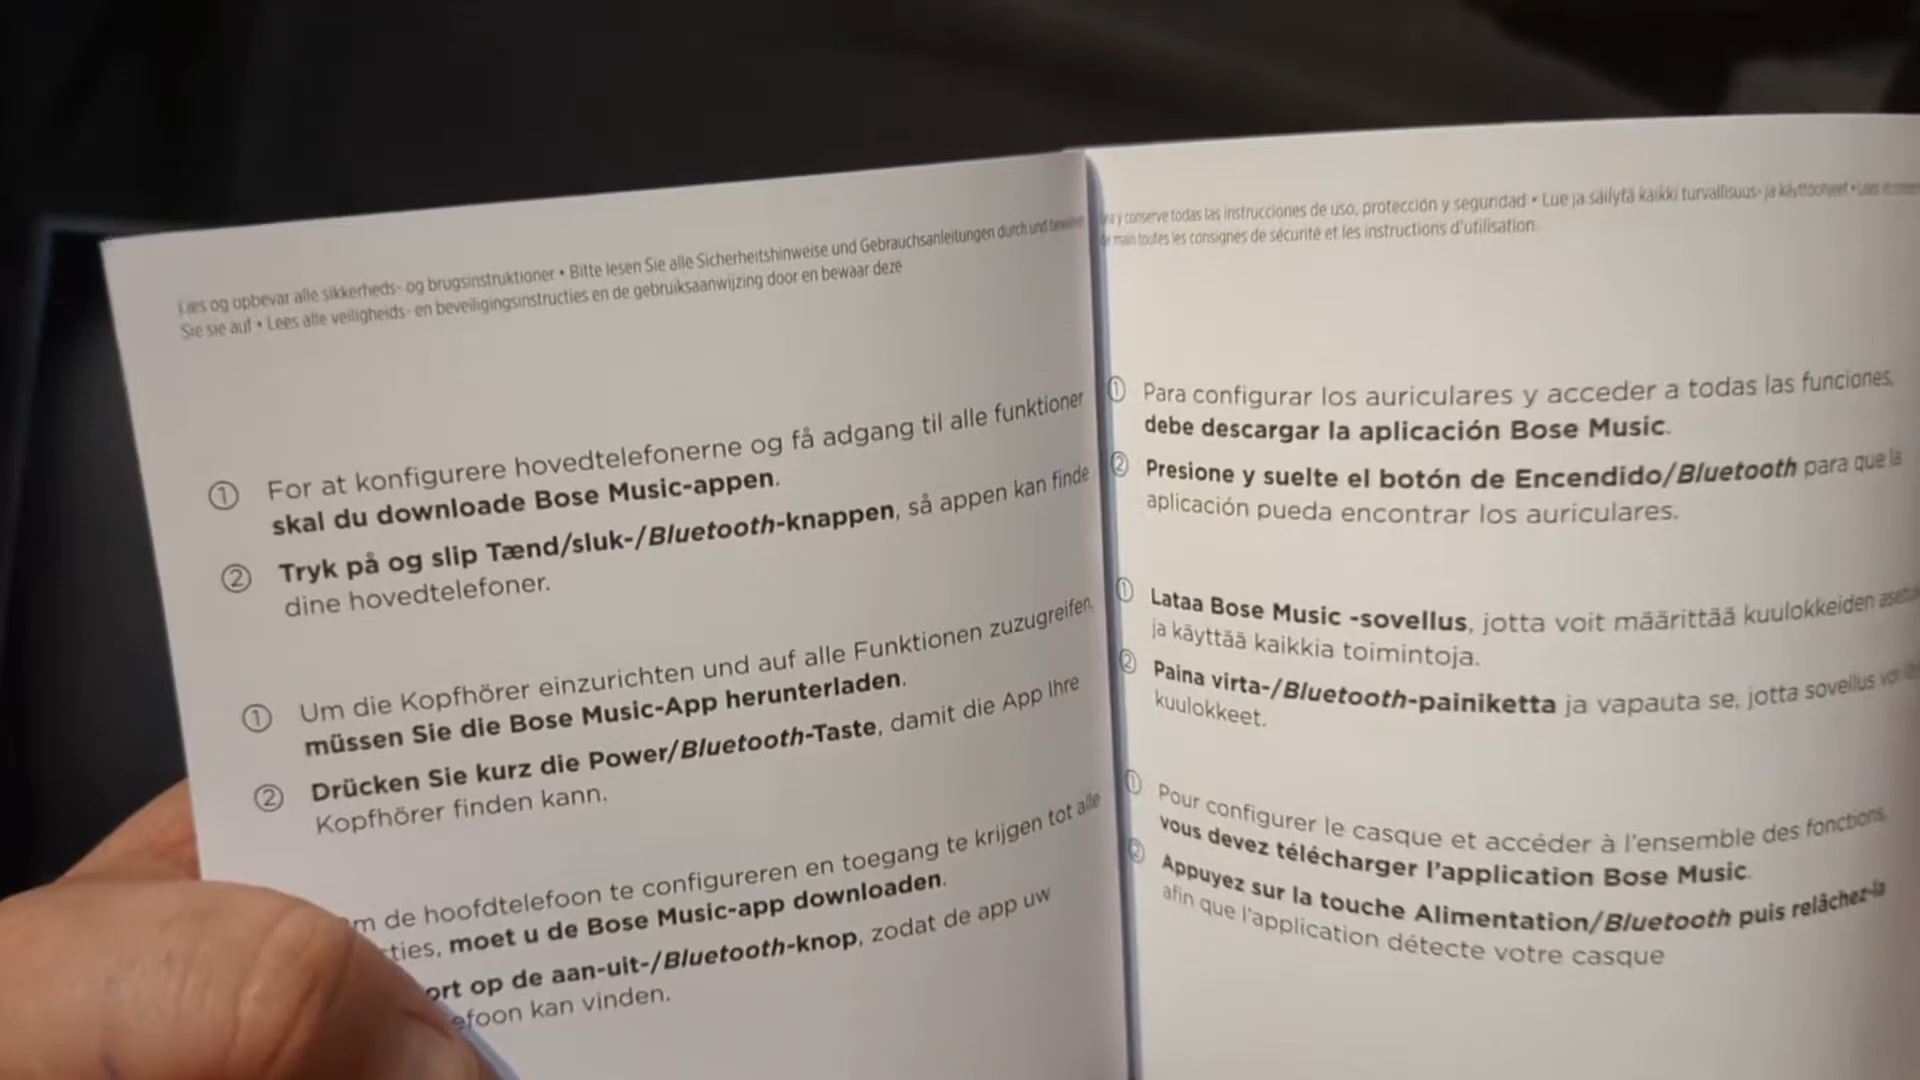 Læs og opbevar alle sikkerheds- og brugsinstruktioner • Bitte lesen Sie alle Sicherheitshinweise und Gebrauchsanleitungen durch und
Sie sie auf • Lees alle veiligheids- en beveiligingsinstructies en de gebruiksaanwijzing door en bewaar deze
① For at konfigurere hovedtelefonerne og få adgang til alle funktioner
skal du downloade Bose Music-appen.
② Tryk på og slip Tænd/sluk-/Bluetooth-knappen, så appen kan finde
dine hovedtelefoner.
① Um die Kopfhörer einzurichten und auf alle Funktionen zuzugreifen,
müssen Sie die Bose Music-App herunterladen.
② Drücken Sie kurz die Power/Bluetooth-Taste, damit die App Ihre
Kopfhörer finden kann.
m de hoofdtelefoon te configureren en toegang te krijgen tot alle
ties, moet u de Bose Music-app downloaden.
ort op de aan-uit-/Bluetooth-knop, zodat de app uw
efoon kan vinden.
y conserve todas las instrucciones de uso, protección y seguridad • Lue ja säilytä kaikki turvallisuus- ja käyttöohjeet •
main toutes les consignes de sécurité et les instructions d'utilisation.
① Para configurar los auriculares y acceder a todas las funciones,
debe descargar la aplicación Bose Music.
② Presione y suelte el botón de Encendido/Bluetooth para que la
aplicación pueda encontrar los auriculares.
① Lataa Bose Music -sovellus, jotta voit määrittää kuulokkeiden
ja käyttää kaikkia toimintoja.
② Paina virta-/Bluetooth-painiketta ja vapauta se, jotta sovellus
kuulokkeet.
① Pour configurer le casque et accéder à l'ensemble des fonctions,
vous devez télécharger l'application Bose Music.
② Appuyez sur la touche Alimentation/Bluetooth puis relâchez-la
afin que l'application détecte votre casque